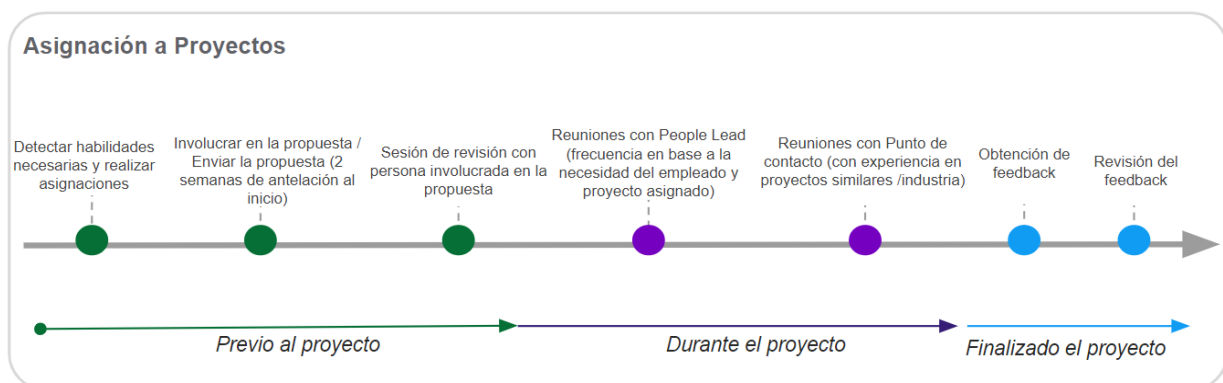 Asignación a Proyectos
Detectar habilidades
necesarias y realizar
asignaciones
Involucrar en la propuesta /
Enviar la propuesta (2
semanas de antelación al
inicio)
Sesión de revisión con
persona involucrada en la
propuesta
Reuniones con People Lead
(frecuencia en base a la
necesidad del empleado y
proyecto asignado)
Reuniones con Punto de
contacto (con experiencia en
proyectos similares /industria)
Obtención de
feedback
Revisión del
feedback
Previo al proyecto
Durante el proyecto
Finalizado el proyecto